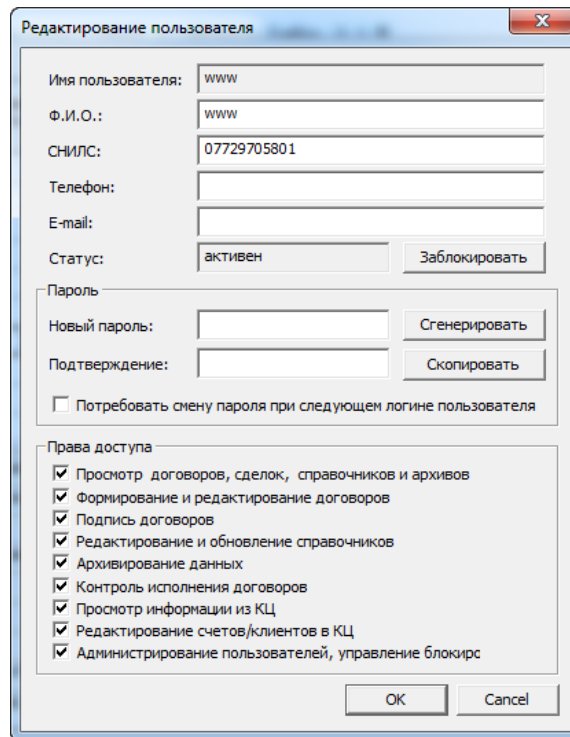 Редактирование пользователя
Имя пользователя: www
Ф.И.О.: www
СНИЛС: 07729705801
Телефон:
E-mail:
Статус: активен Заблокировать
Пароль
Новый пароль: Сгенерировать
Подтверждение: Скопировать
Потребовать смену пароля при следующем логине пользователя
Права доступа
Просмотр договоров, сделок, справочников и архивов
Формирование и редактирование договоров
Подпись договоров
Редактирование и обновление справочников
Архивирование данных
Контроль исполнения договоров
Просмотр информации из КЦ
Редактирование счетов/клиентов в КЦ
Администрирование пользователей, управление блокирс
OK Cancel